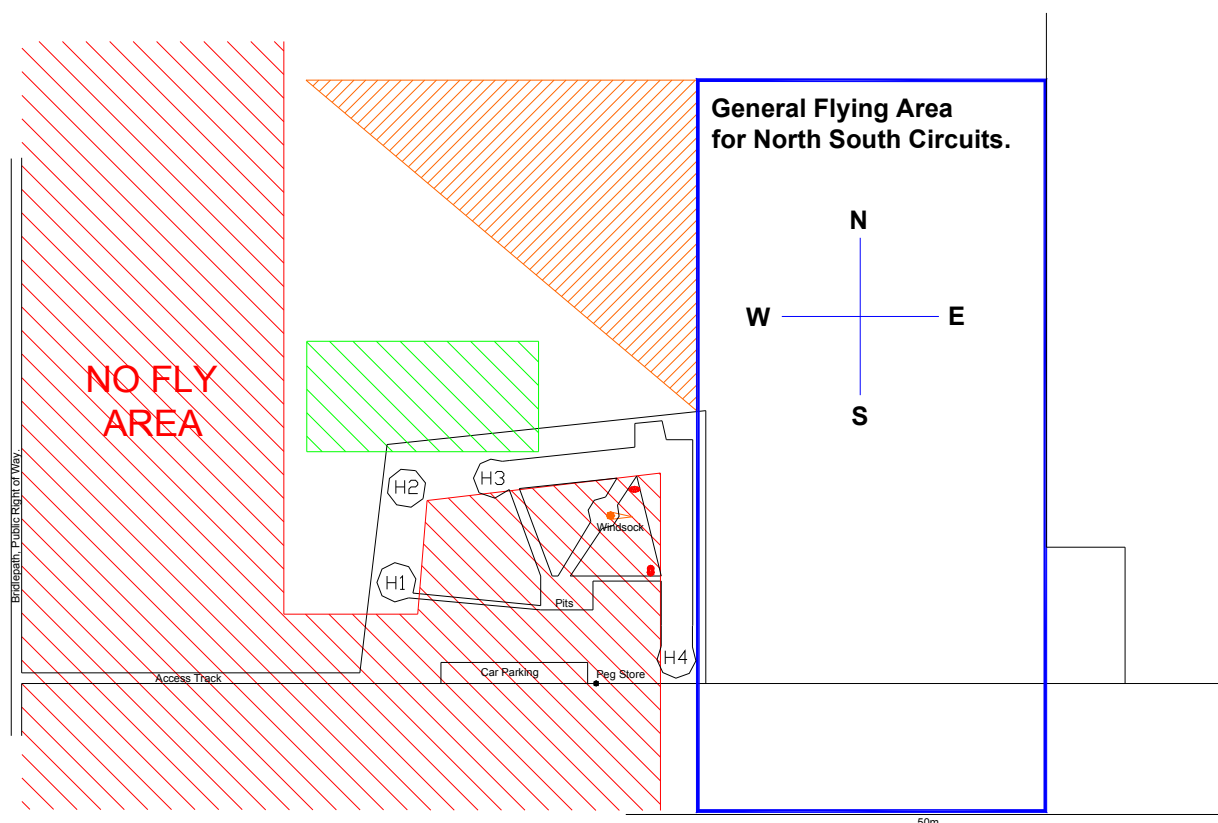 General Flying Area
for North South Circuits.
N
W
E
S
NO FLY
AREA
H2
H3
Windsock
H1
Pits
Bridlepath, Public Right of Way.
H4
Car Parking
Peg Store
Access Track
50m